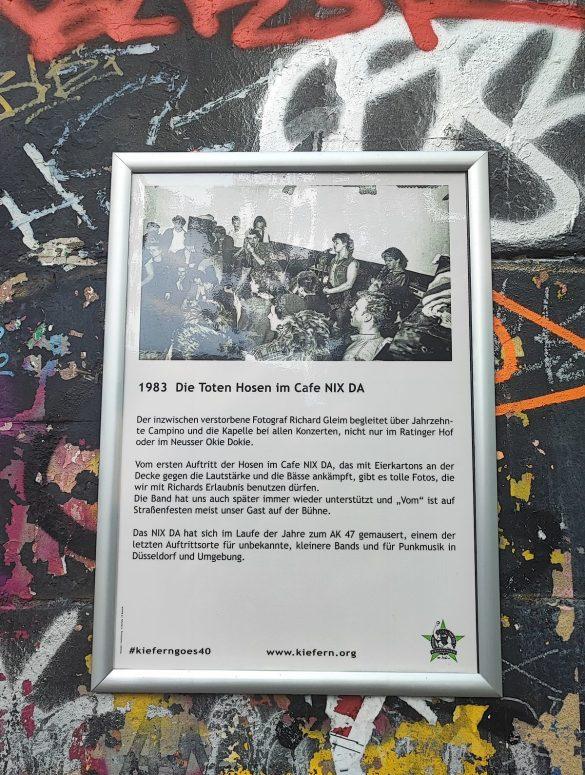 1983 Die Toten Hosen im Cafe NIX DA
Der inzwischen verstorbene Fotograf Richard Gleim begleitet über Jahrzehn-
te Campino und die Kapelle bei allen Konzerten, nicht nur im Ratinger Hof
oder im Neusser Okie Dokie.
Vom ersten Auftritt der Hosen im Cafe NIX DA, das mit Eierkartons an der
Decke gegen die Lautstärke und die Bässe ankämpft, gibt es tolle Fotos, die
wir mit Richards Erlaubnis benutzen dürfen.
Die Band hat uns auch später immer wieder unterstützt und „Vom“ ist auf
Straßenfesten meist unser Gast auf der Bühne.
Das NIX DA hat sich im Laufe der Jahre zum AK 47 gemausert, einem der
letzten Auftrittsorte für unbekannte, kleinere Bands und für Punkmusik in
Düsseldorf und Umgebung.
#kieferngoes40
www.kiefern.org